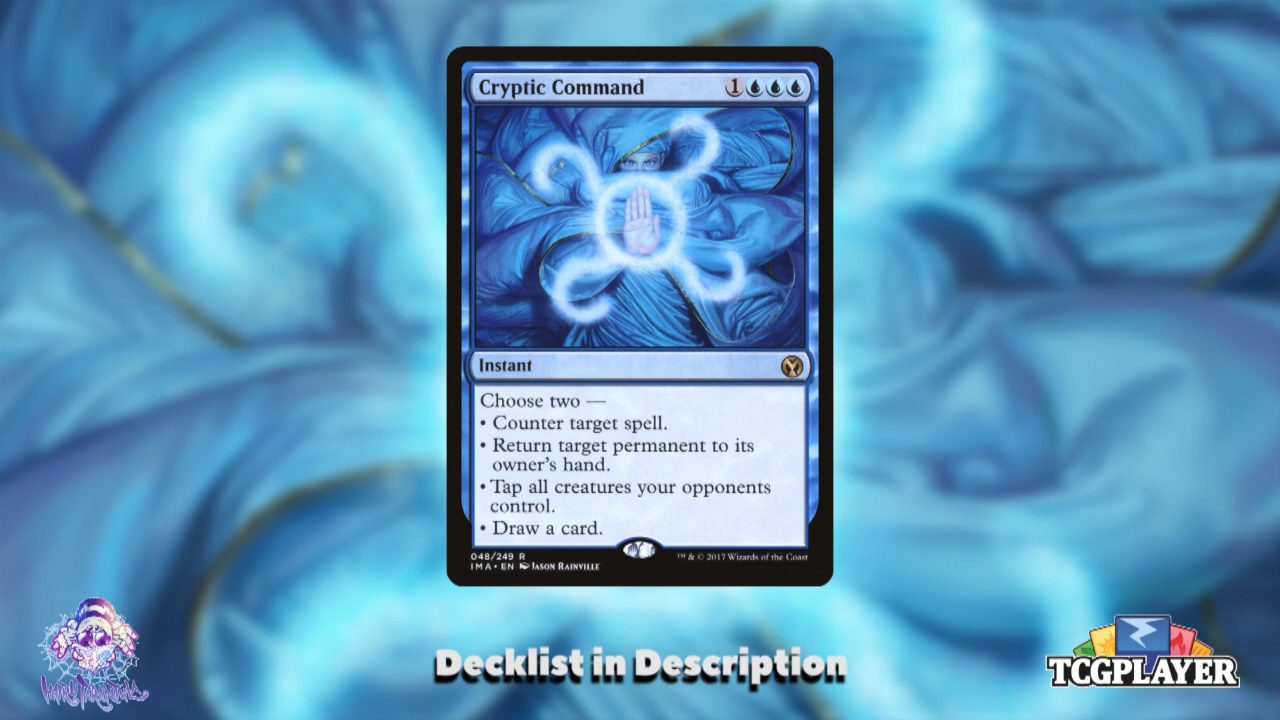 Cryptic Command 1
Instant
Choose two —
• Counter target spell.
• Return target permanent to its
owner's hand.
• Tap all creatures your opponents
control.
• Draw a card.
048/249 R
IMA • EN Jason Rainville
™ & © 2017 Wizards of the Coast
Decklist in Description
TCGPLAYER